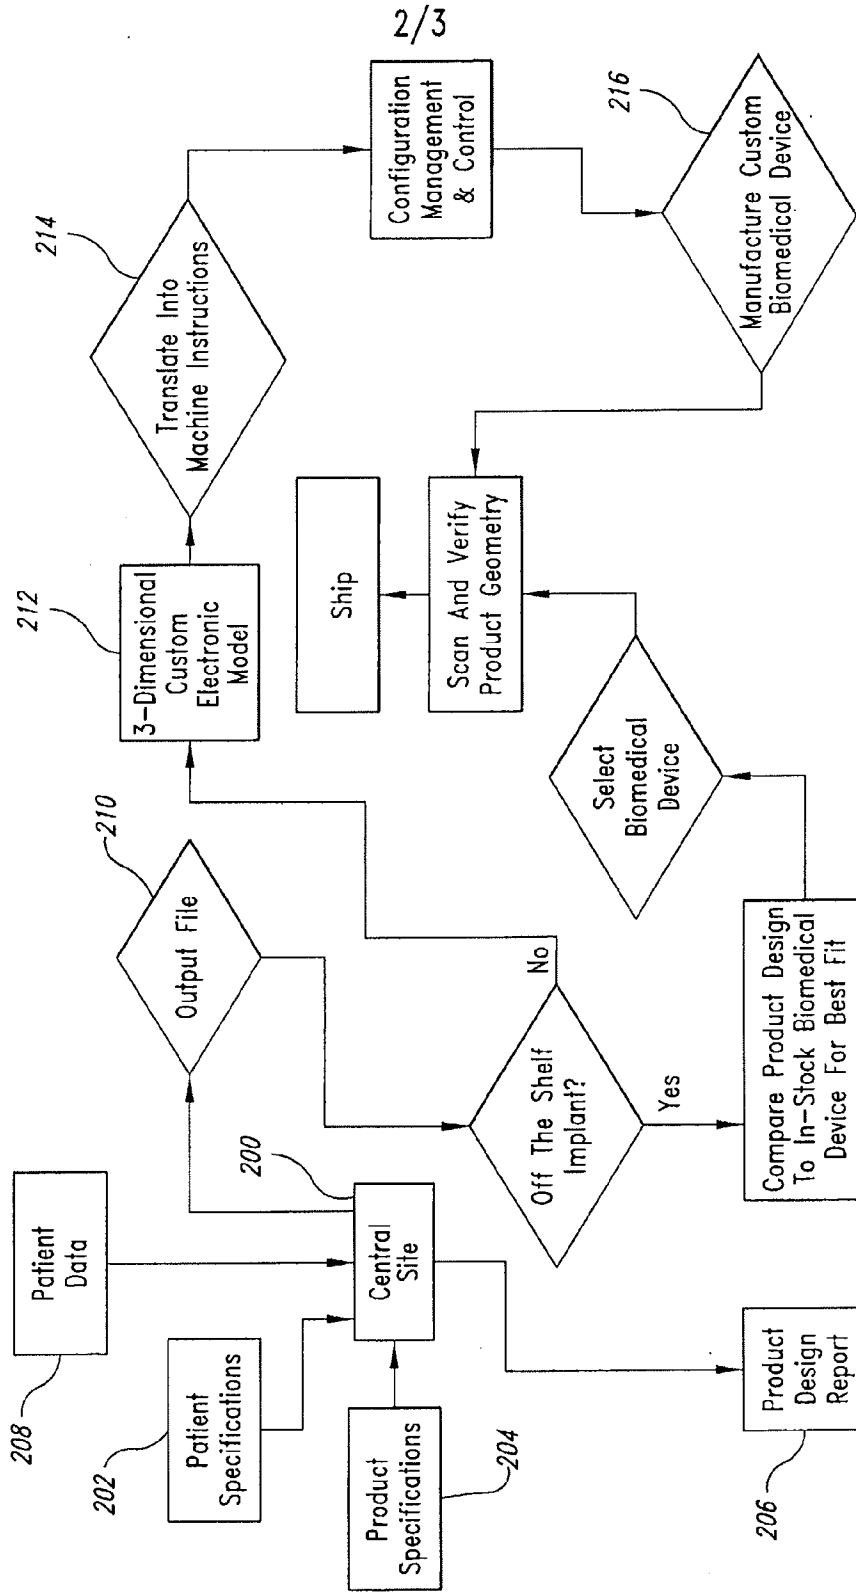 2/3
208
Patient
Data
202
Patient
Specifications
Product
Specifications
204
200
Central
Site
206
Product
Design
Report
210
Output File
Off The Shelf
Implant?
No
Yes
Compare Product Design
To In-Stock Biomedical
Device For Best Fit
Select
Biomedical
Device
212
3-Dimensional
Custom
Electronic
Model
214
Translate Into
Machine Instructions
Configuration
Management
& Control
216
Manufacture Custom
Biomedical Device
Scan And Verify
Product Geometry
Ship